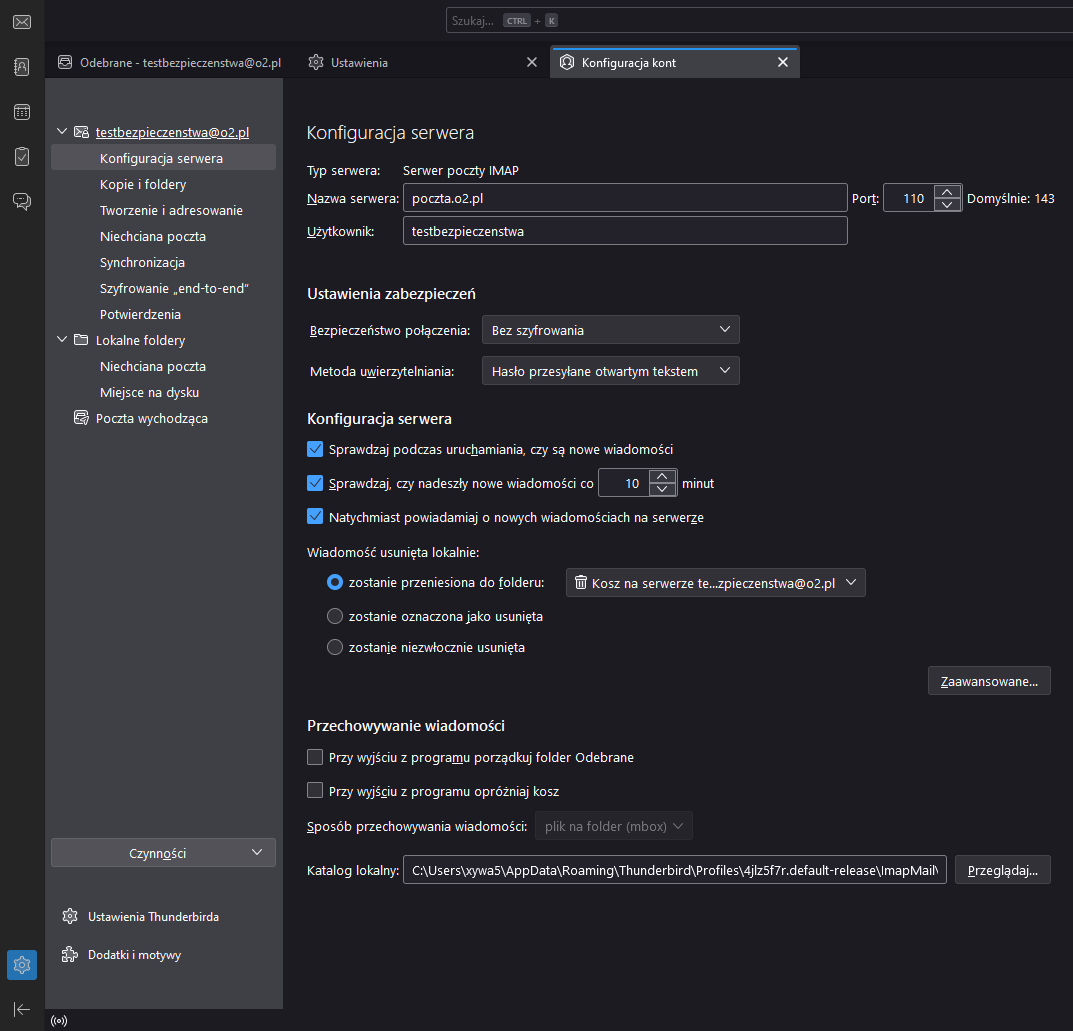 Szukaj... CTRL + K
Odebrane - testbezpieczenstwa@o2.pl
Ustawienia
Konfiguracja kont
testbezpieczenstwa@o2.pl
Konfiguracja serwera
Kopie i foldery
Tworzenie i adresowanie
Niechciana poczta
Synchronizacja
Szyfrowanie „end-to-end”
Potwierdzenia
Lokalne foldery
Niechciana poczta
Miejsce na dysku
Poczta wychodząca
Czynności
Ustawienia Thunderbirda
Dodatki i motywy
Konfiguracja serwera
Typ serwera: Serwer poczty IMAP
Nazwa serwera: poczta.o2.pl Port: 110 Domyślnie: 143
Użytkownik: testbezpieczenstwa
Ustawienia zabezpieczeń
Bezpieczeństwo połączenia: Bez szyfrowania
Metoda uwierzytelniania: Hasło przesyłane otwartym tekstem
Konfiguracja serwera
Sprawdzaj podczas uruchamiania, czy są nowe wiadomości
Sprawdzaj, czy nadeszły nowe wiadomości co 10 minut
Natychmiast powiadamiaj o nowych wiadomościach na serwerze
Wiadomość usunięta lokalnie:
zostanie przeniesiona do folderu: Kosz na serwerze te...zpieczenstwa@o2.pl
zostanie oznaczona jako usunięta
zostanie niezwłocznie usunięta
Zaawansowane...
Przechowywanie wiadomości
Przy wyjściu z programu porządkuj folder Odebrane
Przy wyjściu z programu opróżniaj kosz
Sposób przechowywania wiadomości: plik na folder (mbox)
Katalog lokalny: C:\Users\xywa5\AppData\Roaming\Thunderbird\Profiles\4jlz5f7r.default-release\ImapMail\ Przeglądaj...